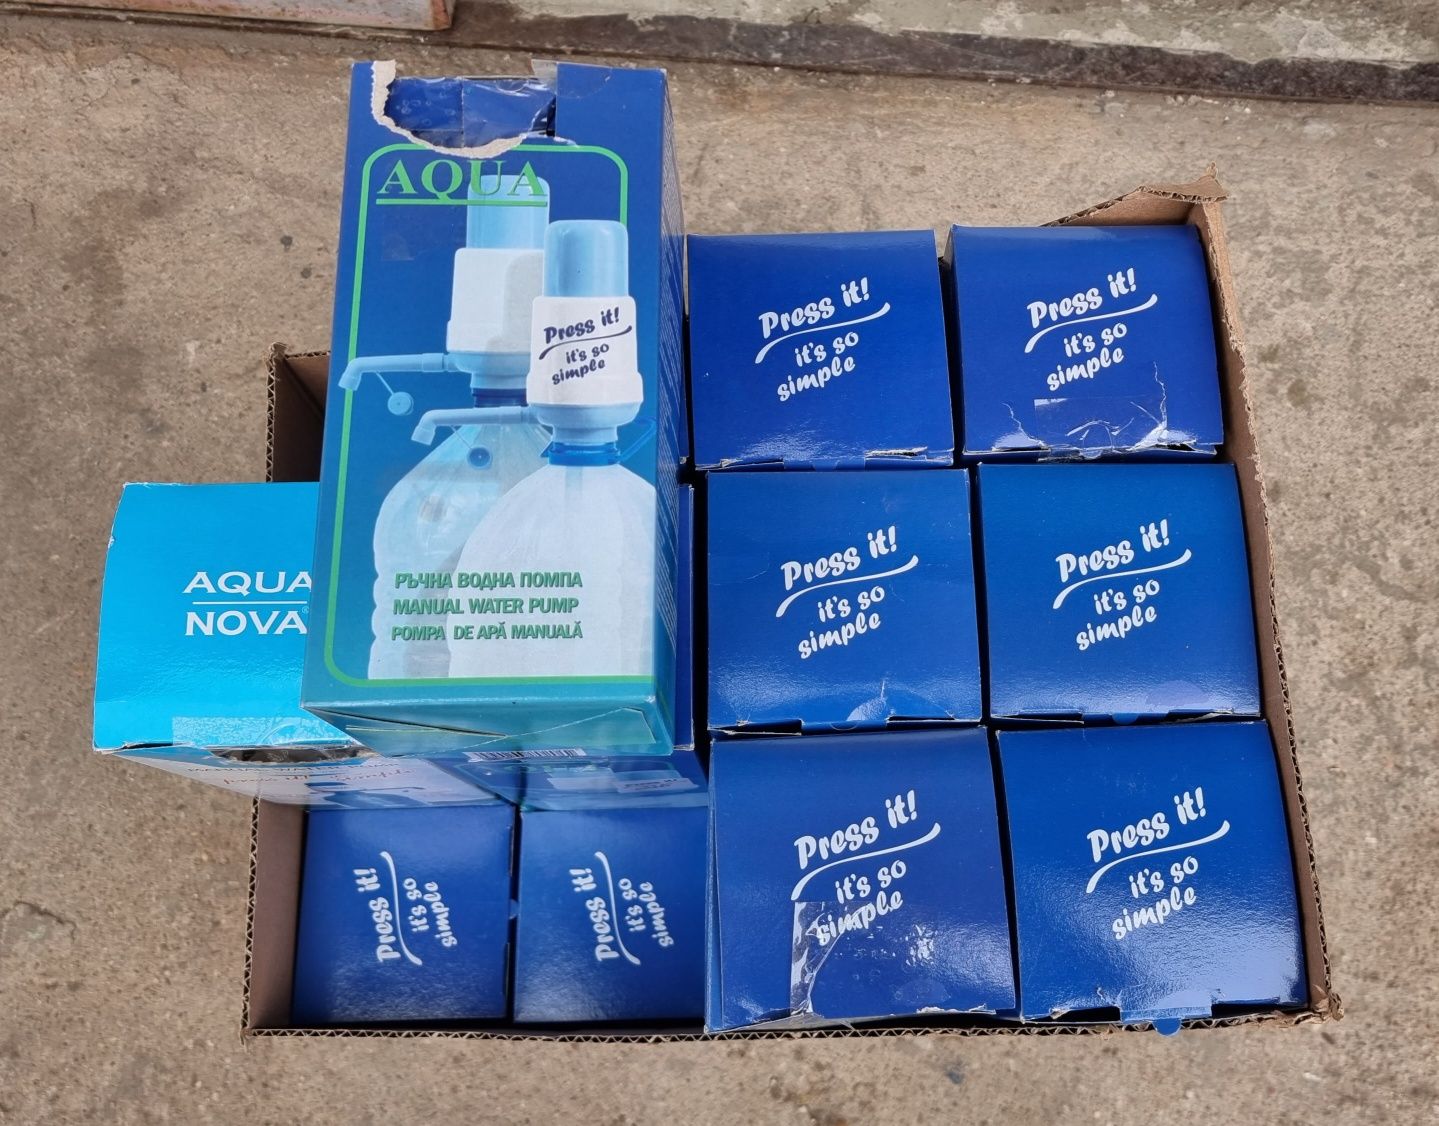 AQUA
Press it!
it's so
simple
РЪЧНА ВОДНА ПОМПА
MANUAL WATER PUMP
POMPA DE APĂ MANUALĂ
AQUA
NOVA
Press it!
it's so
simple
Press it!
it's so
simple
Press it!
it's so
simple
Press it!
it's so
simple
Press it!
it's so
simple
Press it!
it's so
simple
Press it!
it's so
simple
Press it!
it's so
simple